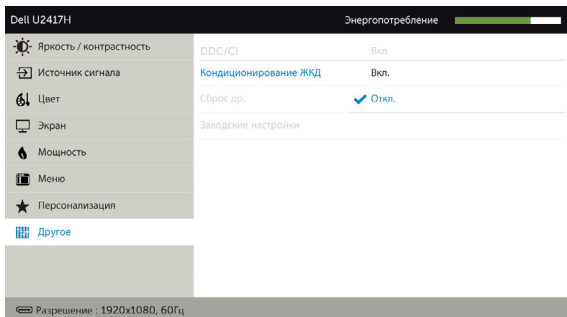 Dell U2417H Энергопотребление
Яркость / контрастность
DDC/CI Вкл.
Источник сигнала
Кондиционирование ЖКД Вкл.
Цвет
Сброс др. Откл.
Экран
Заводские настройки
Мощность
Меню
Персонализация
Другое
Разрешение : 1920x1080, 60Гц